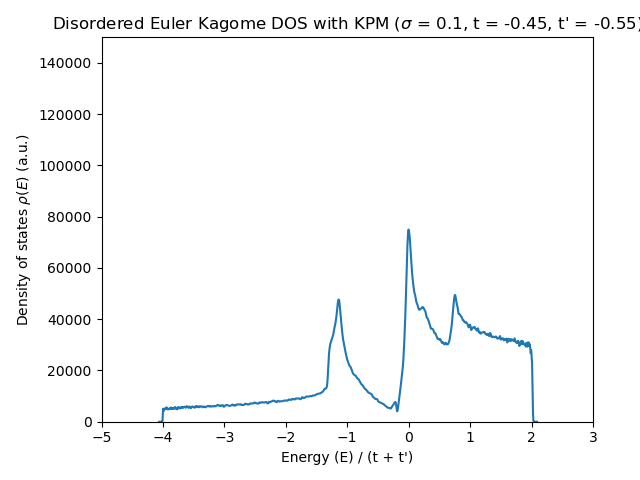 Disordered Euler Kagome DOS with KPM (σ = 0.1, t = -0.45, t' = -0.55)
140000
120000
100000
80000
60000
40000
20000
0
Density of states ρ(E) (a.u.)
−5 −4 −3 −2 −1 0 1 2 3
Energy (E) / (t + t')